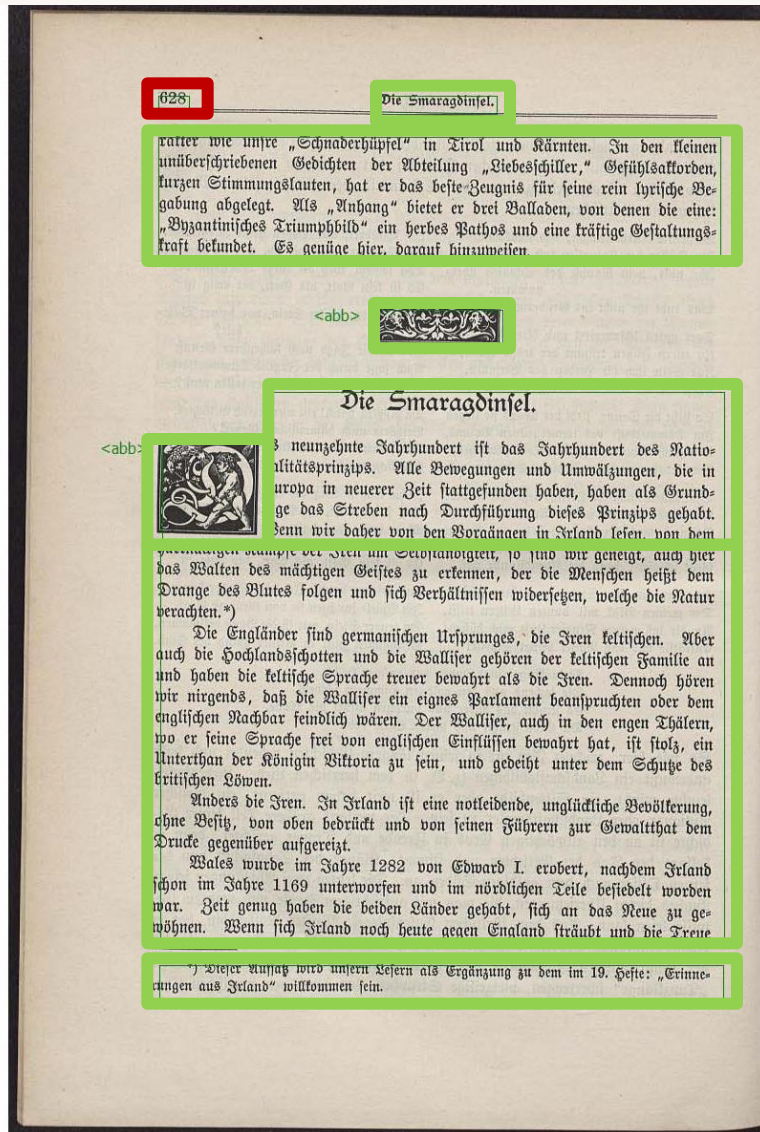 628
Die Smaragdinsel.
rakter wie unsre „Schnaderhüpfel“ in Tirol und Kärnten. In den kleinen
unüberschriebenen Gedichten der Abteilung „Liebesschiller,“ Gefühlsakkorden,
kurzen Stimmungslauten, hat er das beste Zeugnis für seine rein lyrische Be-
gabung abgelegt. Als „Anhang“ bietet er drei Balladen, von denen die eine:
„Byzantinisches Triumphbild“ ein herbes Pathos und eine kräftige Gestaltungs-
kraft bekundet. Es genüge hier, darauf hinzuweisen.
<abb>
Die Smaragdinsel.
<abb>
neunzehnte Jahrhundert ist das Jahrhundert des Natio-
alitätsprinzips. Alle Bewegungen und Umwälzungen, die in
uropa in neuerer Zeit stattgefunden haben, haben als Grund-
ge das Streben nach Durchführung dieses Prinzips gehabt.
Wenn wir daher von den Vorgängen in Irland lesen, von dem
Kämpfe der Iren um Selbständigkeit, so sind wir geneigt, auch hier
das Walten des mächtigen Geistes zu erkennen, der die Menschen heißt dem
Drange des Blutes folgen und sich Verhältnissen widersetzen, welche die Natur
verachten.*)
Die Engländer sind germanischen Ursprunges, die Iren keltischen. Aber
auch die Hochlandsschotten und die Walliser gehören der keltischen Familie an
und haben die keltische Sprache treuer bewahrt als die Iren. Dennoch hören
wir nirgends, daß die Walliser ein eignes Parlament beanspruchten oder dem
englischen Nachbar feindlich wären. Der Walliser, auch in den engen Thälern,
wo er seine Sprache frei von englischen Einflüssen bewahrt hat, ist stolz, ein
Unterthan der Königin Viktoria zu sein, und gedeiht unter dem Schutze des
britischen Löwen.
Anders die Iren. In Irland ist eine notleidende, unglückliche Bevölkerung,
ohne Besitz, von oben bedrückt und von seinen Führern zur Gewaltthat dem
Drucke gegenüber aufgereizt.
Wales wurde im Jahre 1282 von Edward I. erobert, nachdem Irland
schon im Jahre 1169 unterworfen und im nördlichen Teile besiedelt worden
war. Zeit genug haben die beiden Länder gehabt, sich an das Neue zu ge-
wöhnen. Wenn sich Irland noch heute gegen England sträubt und die Treue
*) Dieser Aufsatz wird unsern Lesern als Ergänzung zu dem im 19. Hefte: „Erinne-
rungen aus Irland“ willkommen sein.